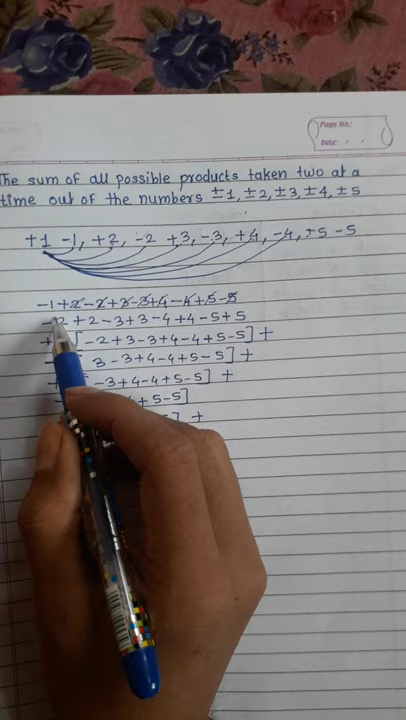 Page No.:
Date:
The sum of all possible products taken two at a
time out of the numbers ±1, ±2, ±3, ±4, ±5
+1 -1, +2, -2 +3, -3, +4, -4, +5 -5
-1+2-2+3-3+4-4+5-5
-2+2-3+3-4+4-5+5
[-2+3-3+4-4+5-5] +
3-3+4-4+5-5] +
-3+4-4+5-5] +
+5-5]
] +